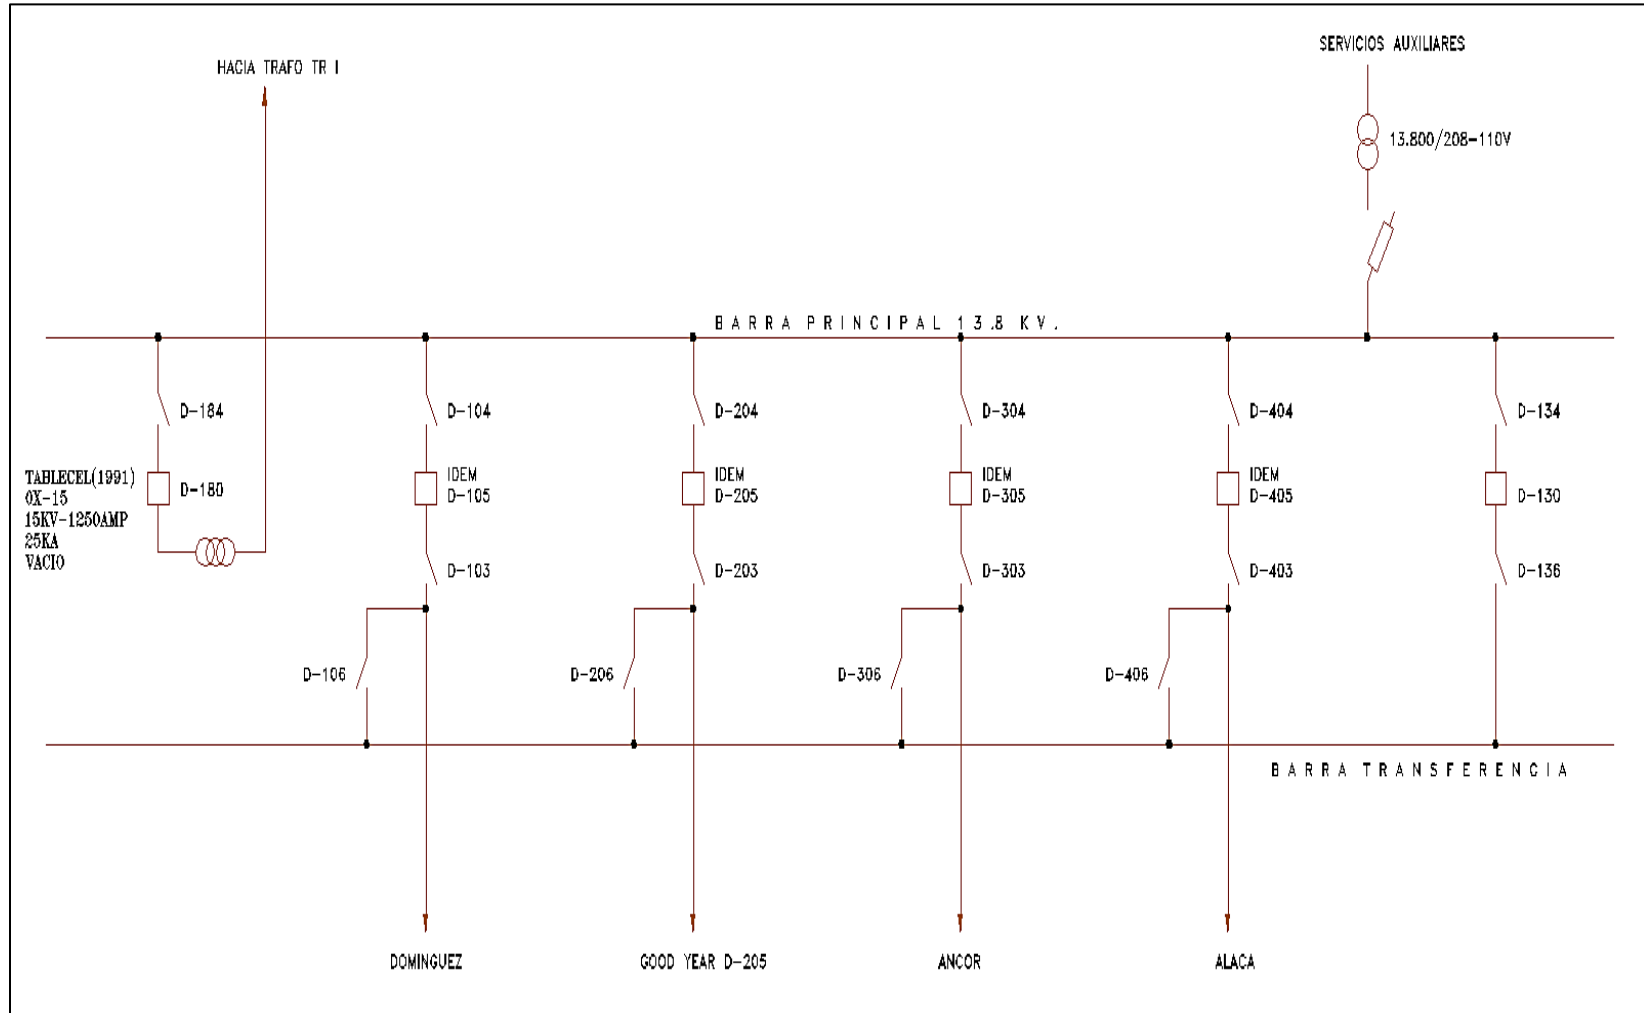 SERVICIOS AUXILIARES
HACIA TRAFO TR I
13.800/208-110V
BARRA PRINCIPAL 13.8 KV.
D-184
D-104
D-204
D-304
D-404
D-134
TABLECEL(1991)
OX-15
15KV-1250AMP
25KA
VACIO
D-180
IDEM
D-105
IDEM
D-205
IDEM
D-305
IDEM
D-405
D-130
D-103
D-203
D-303
D-403
D-136
D-106
D-206
D-306
D-406
BARRA TRANSFERENCIA
DOMINGUEZ
GOOD YEAR D-205
ANCOR
ALACA